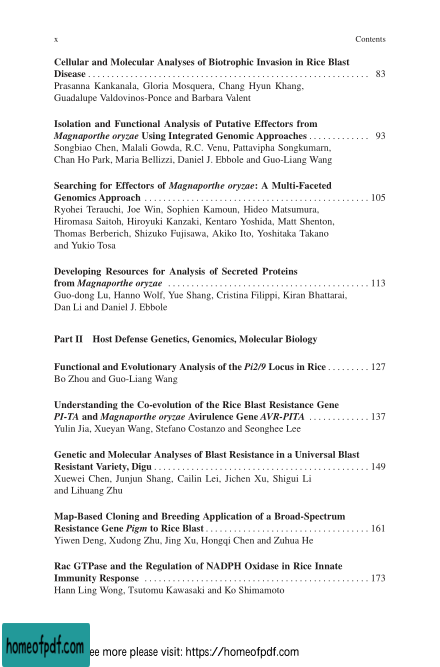 x Contents
Cellular and Molecular Analyses of Biotrophic Invasion in Rice Blast
Disease . . . . . . . . . . . . . . . . . . . . . . . . . . . . . . . . . . . . . . . . . . . . . . . . . . . . . . . . . . . . 83
Prasanna Kankanala, Gloria Mosquera, Chang Hyun Khang,
Guadalupe Valdovinos-Ponce and Barbara Valent
Isolation and Functional Analysis of Putative Effectors from
Magnaporthe oryzae Using Integrated Genomic Approaches . . . . . . . . . . . . . 93
Songbiao Chen, Malali Gowda, R.C. Venu, Pattavipha Songkumarn,
Chan Ho Park, Maria Bellizzi, Daniel J. Ebbole and Guo-Liang Wang
Searching for Effectors of Magnaporthe oryzae: A Multi-Faceted
Genomics Approach . . . . . . . . . . . . . . . . . . . . . . . . . . . . . . . . . . . . . . . . . . . . . . . . 105
Ryohei Terauchi, Joe Win, Sophien Kamoun, Hideo Matsumura,
Hiromasa Saitoh, Hiroyuki Kanzaki, Kentaro Yoshida, Matt Shenton,
Thomas Berberich, Shizuko Fujisawa, Akiko Ito, Yoshitaka Takano
and Yukio Tosa
Developing Resources for Analysis of Secreted Proteins
from Magnaporthe oryzae . . . . . . . . . . . . . . . . . . . . . . . . . . . . . . . . . . . . . . . . . . . 113
Guo-dong Lu, Hanno Wolf, Yue Shang, Cristina Filippi, Kiran Bhattarai,
Dan Li and Daniel J. Ebbole
Part II Host Defense Genetics, Genomics, Molecular Biology
Functional and Evolutionary Analysis of the Pi2/9 Locus in Rice . . . . . . . . . 127
Bo Zhou and Guo-Liang Wang
Understanding the Co-evolution of the Rice Blast Resistance Gene
PI-TA and Magnaporthe oryzae Avirulence Gene AVR-PITA . . . . . . . . . . . . . 137
Yulin Jia, Xueyan Wang, Stefano Costanzo and Seonghee Lee
Genetic and Molecular Analyses of Blast Resistance in a Universal Blast
Resistant Variety, Digu . . . . . . . . . . . . . . . . . . . . . . . . . . . . . . . . . . . . . . . . . . . . . . 149
Xuewei Chen, Junjun Shang, Cailin Lei, Jichen Xu, Shigui Li
and Lihuang Zhu
Map-Based Cloning and Breeding Application of a Broad-Spectrum
Resistance Gene Pigm to Rice Blast . . . . . . . . . . . . . . . . . . . . . . . . . . . . . . . . . . . 161
Yiwen Deng, Xudong Zhu, Jing Xu, Hongqi Chen and Zuhua He
Rac GTPase and the Regulation of NADPH Oxidase in Rice Innate
Immunity Response . . . . . . . . . . . . . . . . . . . . . . . . . . . . . . . . . . . . . . . . . . . . . . . . 173
Hann Ling Wong, Tsutomu Kawasaki and Ko Shimamoto
homeofpdf.com ee more please visit: https://homeofpdf.com